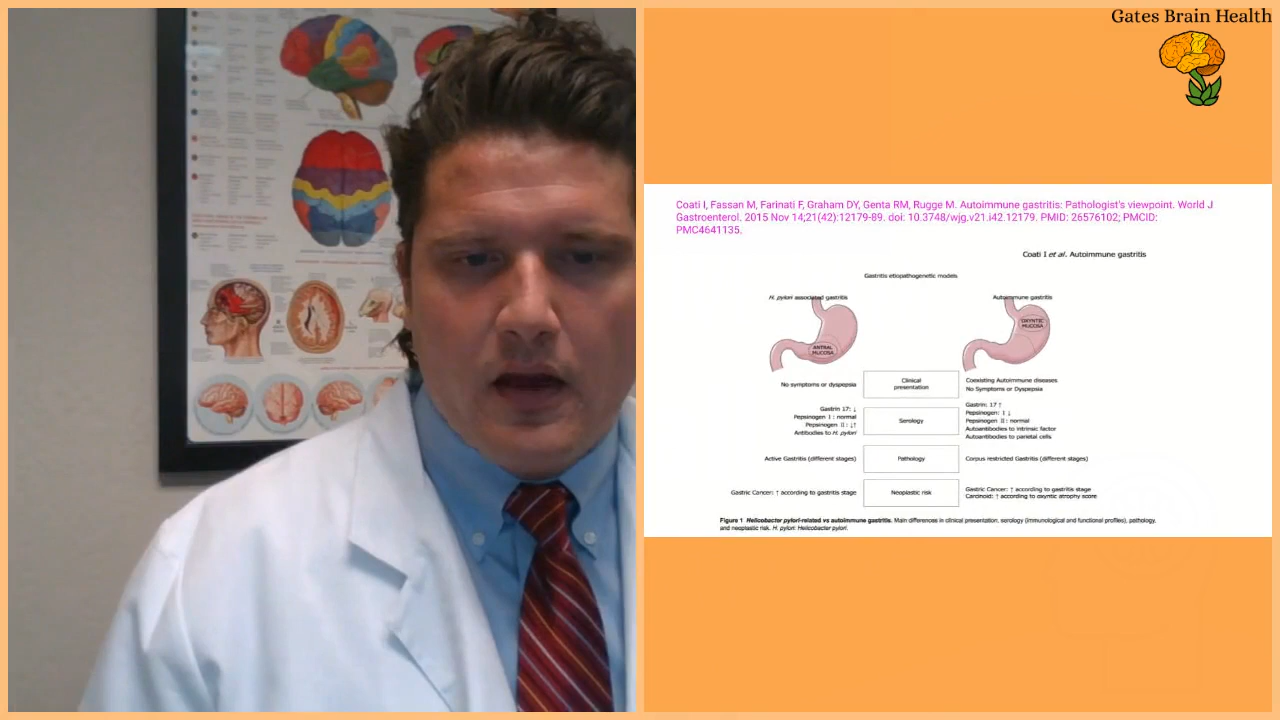 Gates Brain Health
Coati I, Fassan M, Farinati F, Graham DY, Genta RM, Rugge M. Autoimmune gastritis: Pathologist's viewpoint. World J
Gastroenterol. 2015 Nov 14;21(42):12179-89. doi: 10.3748/wjg.v21.i42.12179. PMID: 26576102; PMCID:
PMC4641135.
Coati I et al. Autoimmune gastritis
Gastritis etiopathogenetic models
H. pylori associated gastritis
Autoimmune gastritis
ANTRAL
MUCOSA
OXYNTIC
MUCOSA
No symptoms or dyspepsia
Clinical
presentation
Coexisting Autoimmune diseases
No Symptoms or Dyspepsia
Gastrin 17: ↓
Pepsinogen I : normal
Pepsinogen II : ↓↑
Antibodies to H. pylori
Serology
Gastrin: 17 ↑
Pepsinogen: I ↓
Pepsinogen II: normal
Autoantibodies to intrinsic factor
Autoantibodies to parietal cells
Active Gastritis (different stages)
Pathology
Corpus restricted Gastritis (different stages)
Gastric Cancer: ↑ according to gastritis stage
Neoplastic risk
Gastric Cancer: ↑ according to gastritis stage
Carcinoid: ↑ according to oxyntic atrophy score
Figure 1 Helicobacter pylori-related vs autoimmune gastritis. Main differences in clinical presentation, serology (immunological and functional profiles), pathology,
and neoplastic risk. H. pylori: Helicobacter pylori.